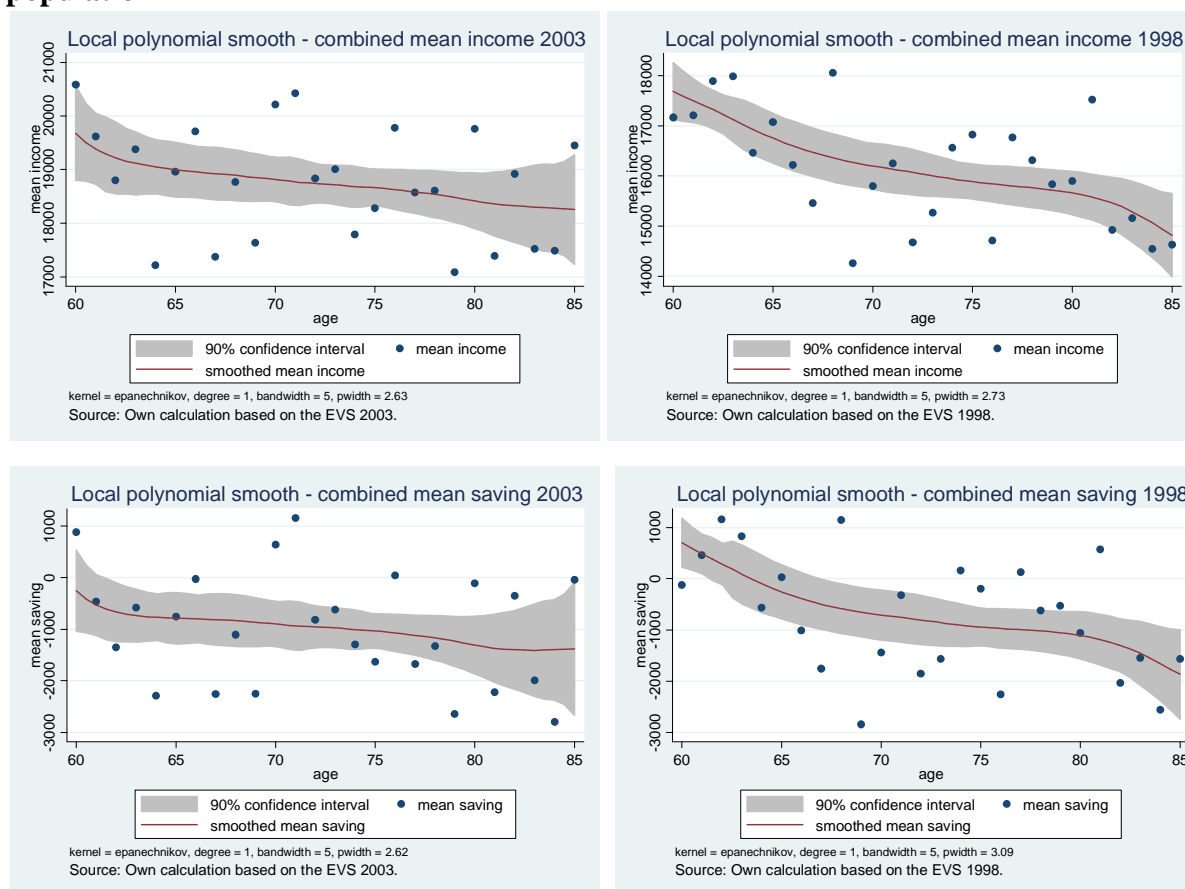 Local polynomial smooth - combined mean income 2003
mean income
21000
20000
19000
18000
17000
60 65 70 75 80 85
age
90% confidence interval mean income
smoothed mean income
kernel = epanechnikov, degree = 1, bandwidth = 5, pwidth = 2.63
Source: Own calculation based on the EVS 2003.
Local polynomial smooth - combined mean income 1998
mean income
18000
17000
16000
15000
14000
60 65 70 75 80 85
age
90% confidence interval mean income
smoothed mean income
kernel = epanechnikov, degree = 1, bandwidth = 5, pwidth = 2.73
Source: Own calculation based on the EVS 1998.
Local polynomial smooth - combined mean saving 2003
mean saving
1000
0
-1000
-2000
-3000
60 65 70 75 80 85
age
90% confidence interval mean saving
smoothed mean saving
kernel = epanechnikov, degree = 1, bandwidth = 5, pwidth = 2.62
Source: Own calculation based on the EVS 2003.
Local polynomial smooth - combined mean saving 1998
mean saving
1000
0
-1000
-2000
-3000
60 65 70 75 80 85
age
90% confidence interval mean saving
smoothed mean saving
kernel = epanechnikov, degree = 1, bandwidth = 5, pwidth = 3.09
Source: Own calculation based on the EVS 1998.